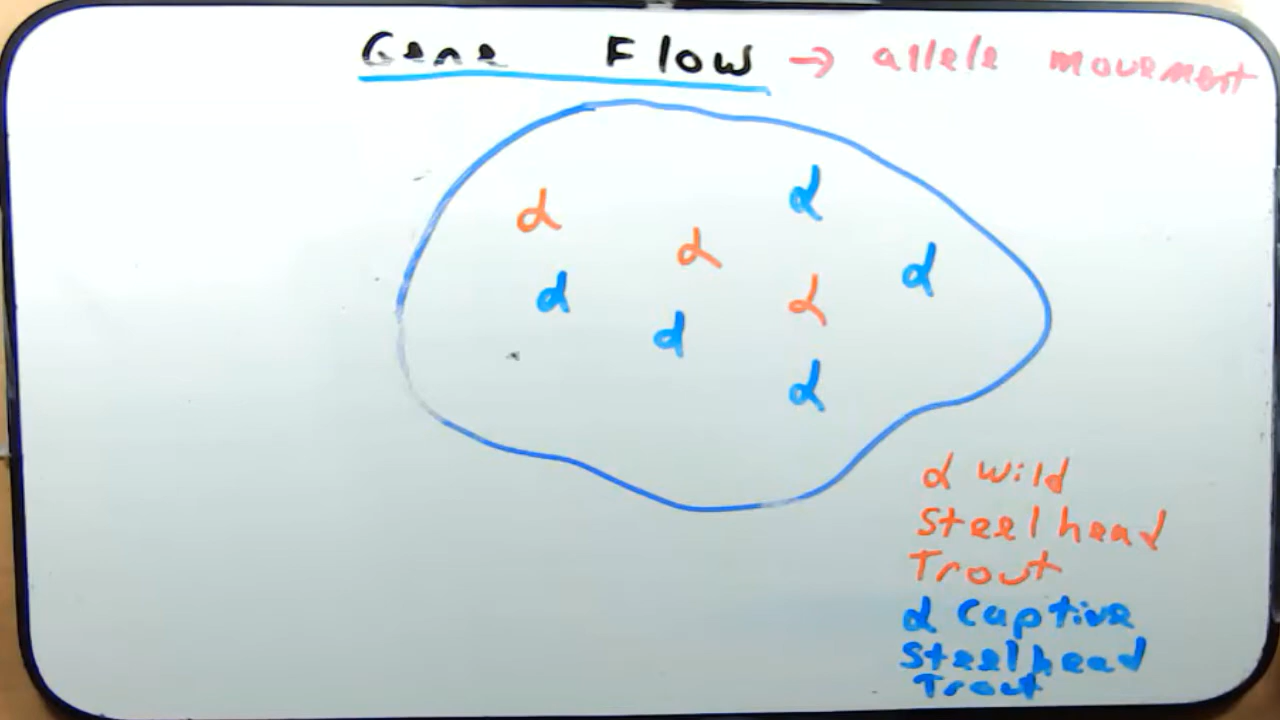 Gene Flow → allele movement
α Wild
Steelhead
Trout
α Captive
Steelhead
Trout